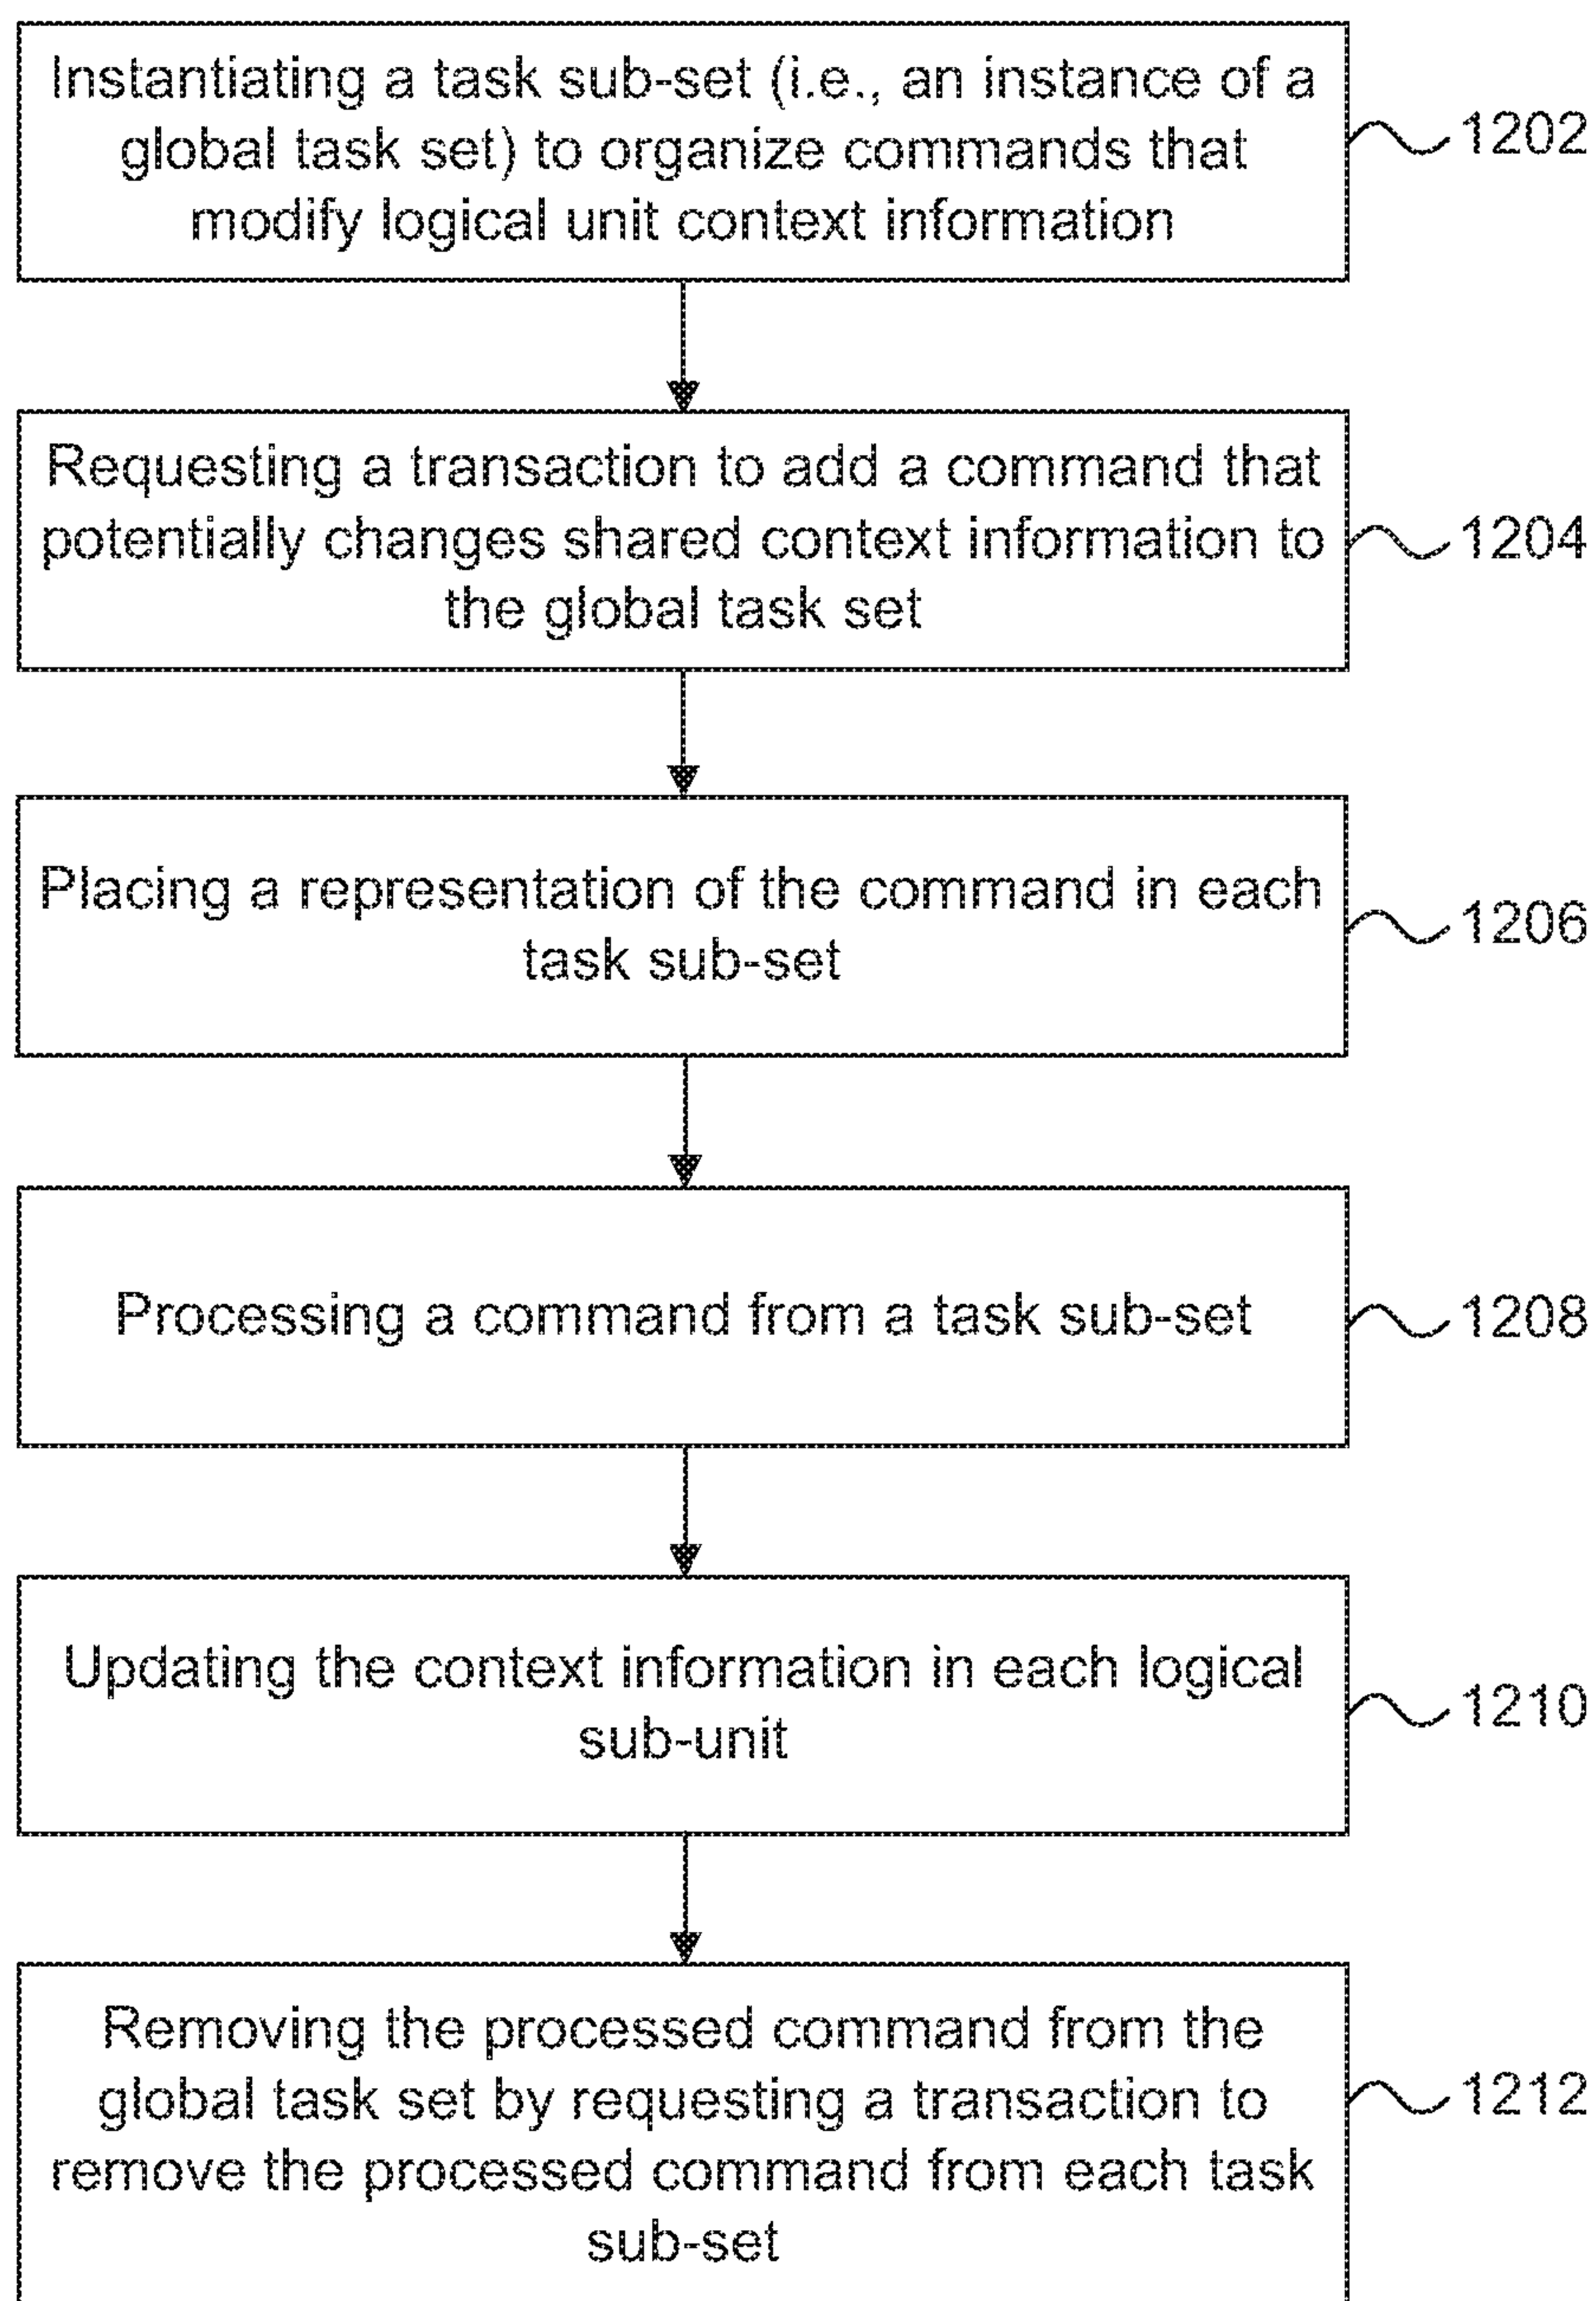 Instantiating a task sub-set (i.e., an instance of a
global task set) to organize commands that
modify logical unit context information
1202
Requesting a transaction to add a command that
potentially changes shared context information to
the global task set
1204
Placing a representation of the command in each
task sub-set
1206
Processing a command from a task sub-set
1208
Updating the context information in each logical
sub-unit
1210
Removing the processed command from the
global task set by requesting a transaction to
remove the processed command from each task
sub-set
1212